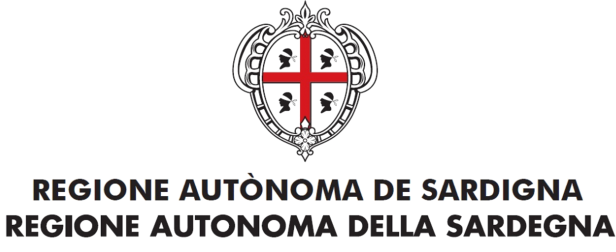 REGIONE AUTÒNOMA DE SARDIGNA
REGIONE AUTONOMA DELLA SARDEGNA